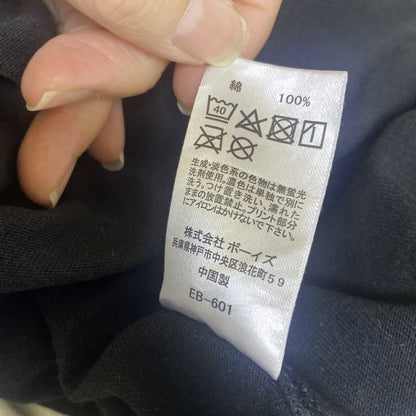 綿 100%
40
生成・淡色系の色物は無蛍光
洗剤使用。濃色は単独で別に
洗う。つけ置き洗い、濡れた
ままの放置禁止。プリント部分
にアイロンはかけないで下さい。
株式会社 ボーイズ
兵庫県神戸市中央区浪花町59
中国製
EB-601